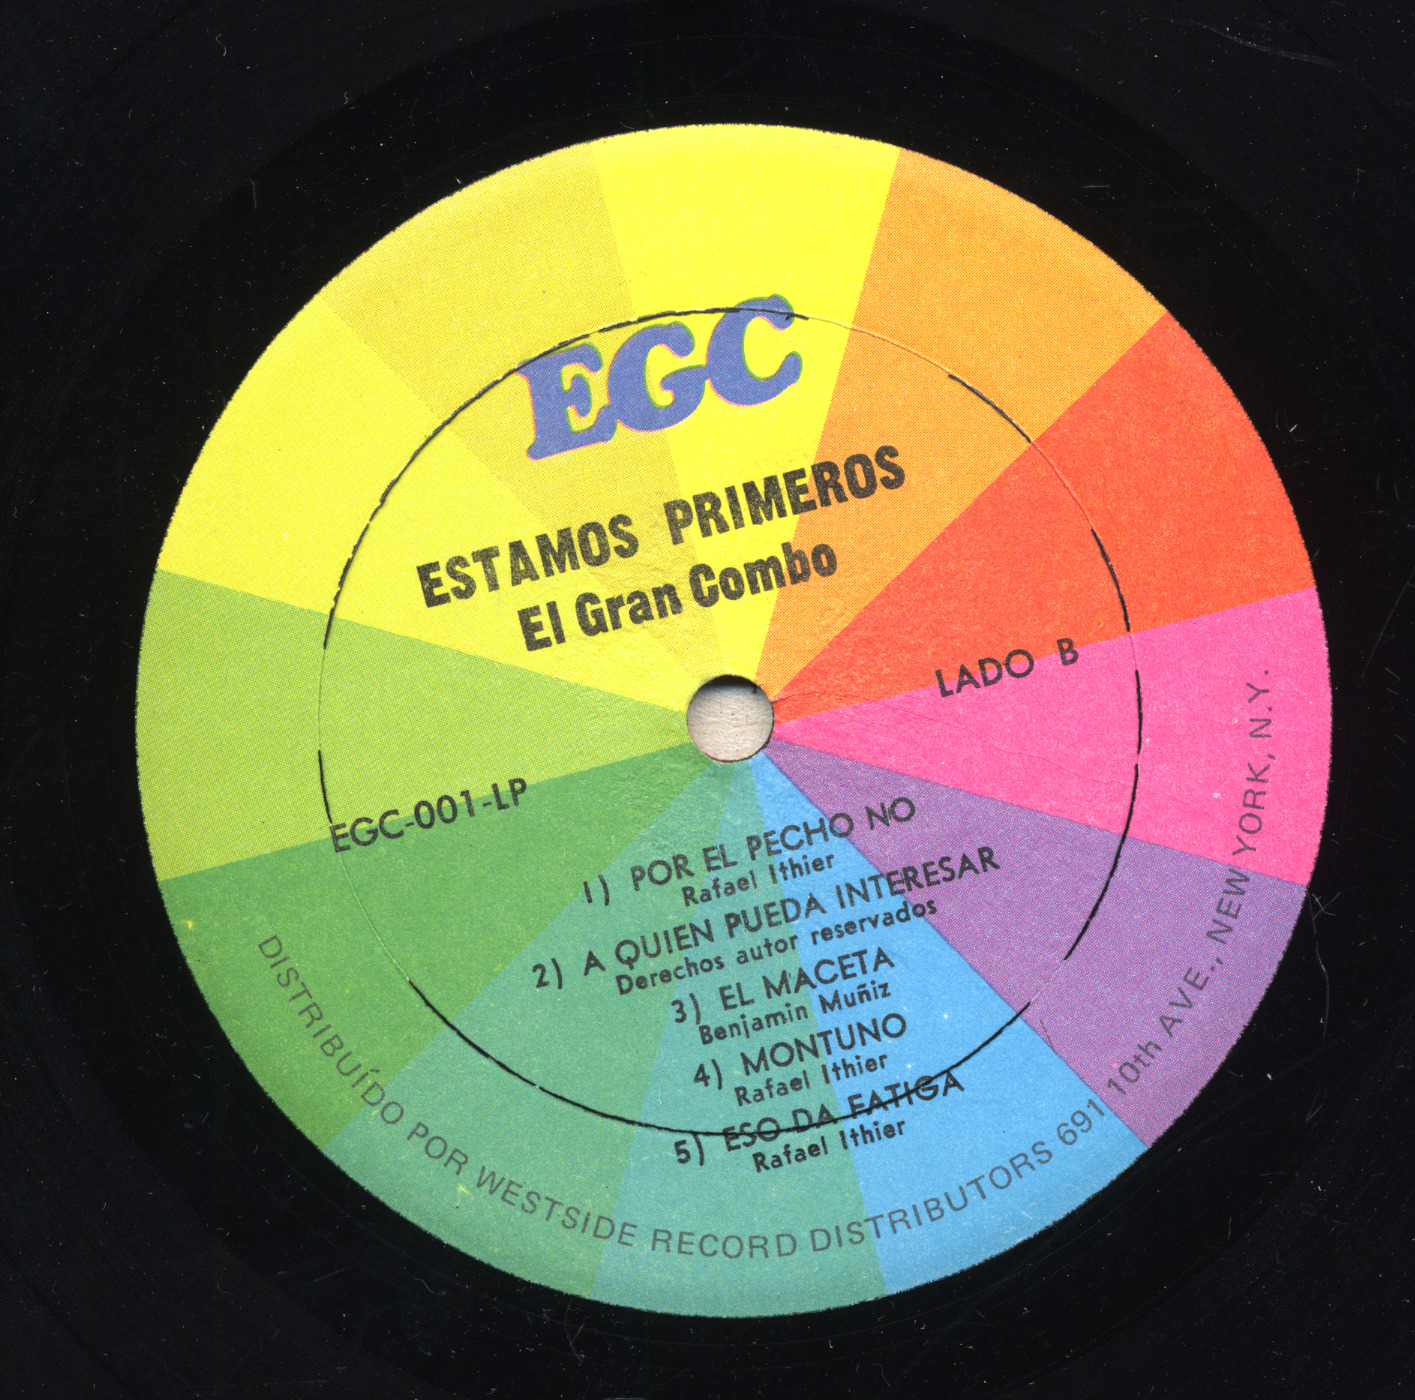 EGC
ESTAMOS PRIMEROS
El Gran Combo
LADO B
EGC-001-LP
1) POR EL PECHO NO
Rafael Ithier
2) A QUIEN PUEDA INTERESAR
Derechos autor reservados
3) EL MACETA
Benjamin Muñiz
4) MONTUNO
Rafael Ithier
5) ESO DA FATIGA
Rafael Ithier
DISTRIBUÍDO POR WESTSIDE RECORD DISTRIBUTORS 691 10th AVE., NEW YORK, N.Y.